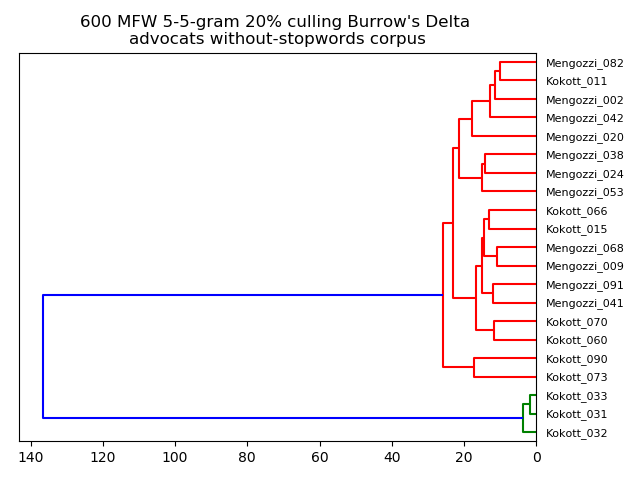 600 MFW 5-5-gram 20% culling Burrow's Delta
advocats without-stopwords corpus
Mengozzi_082
Kokott_011
Mengozzi_002
Mengozzi_042
Mengozzi_020
Mengozzi_038
Mengozzi_024
Mengozzi_053
Kokott_066
Kokott_015
Mengozzi_068
Mengozzi_009
Mengozzi_091
Mengozzi_041
Kokott_070
Kokott_060
Kokott_090
Kokott_073
Kokott_033
Kokott_031
Kokott_032
140 120 100 80 60 40 20 0